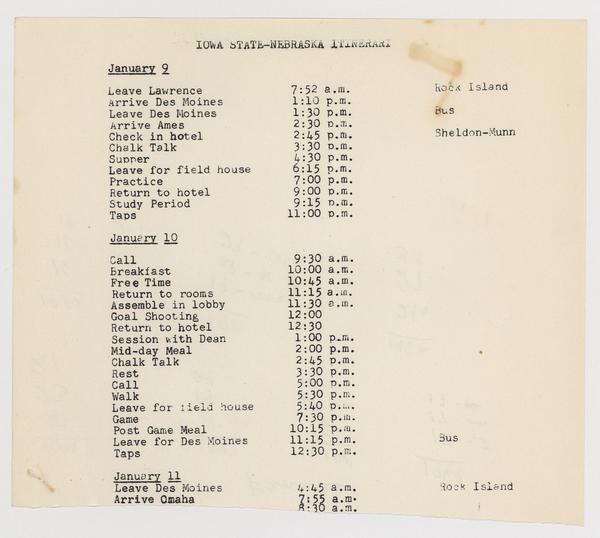 IOWA STATE-NEBRASKA ITINERARY
January 9
Leave Lawrence 7:52 a.m. Rock Island
Arrive Des Moines 1:10 p.m.
Leave Des Moines 1:30 p.m. Bus
Arrive Ames 2:30 p.m.
Check in hotel 2:45 p.m. Sheldon-Munn
Chalk Talk 3:30 p.m.
Supper 4:30 p.m.
Leave for field house 6:15 p.m.
Practice 7:00 p.m.
Return to hotel 9:00 p.m.
Study Period 9:15 p.m.
Taps 11:00 p.m.
January 10
Call 9:30 a.m.
Breakfast 10:00 a.m.
Free Time 10:45 a.m.
Return to rooms 11:15 a.m.
Assemble in lobby 11:30 a.m.
Goal Shooting 12:00
Return to hotel 12:30
Session with Dean 1:00 p.m.
Mid-day Meal 2:00 p.m.
Chalk Talk 2:45 p.m.
Rest 3:30 p.m.
Call 5:00 p.m.
Walk 5:30 p.m.
Leave for field house 5:40 p.m.
Game 7:30 p.m.
Post Game Meal 10:15 p.m.
Leave for Des Moines 11:15 p.m. Bus
Taps 12:30 p.m.
January 11
Leave Des Moines 4:45 a.m. Rock Island
Arrive Omaha 7:55 a.m.
8:30 a.m.